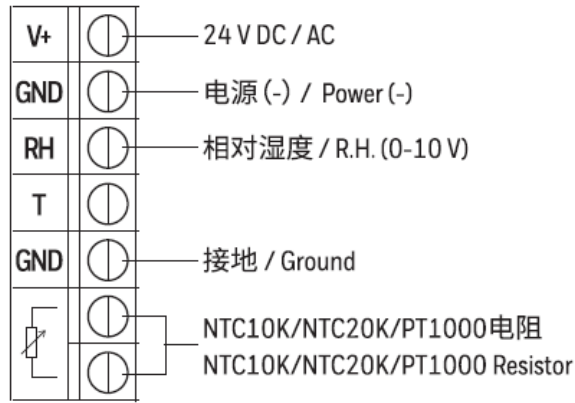 V+ 24 V DC / AC
GND 电源(-) / Power (-)
RH 相对湿度 / R.H. (0-10 V)
T
GND 接地 / Ground
NTC10K/NTC20K/PT1000电阻
NTC10K/NTC20K/PT1000 Resistor